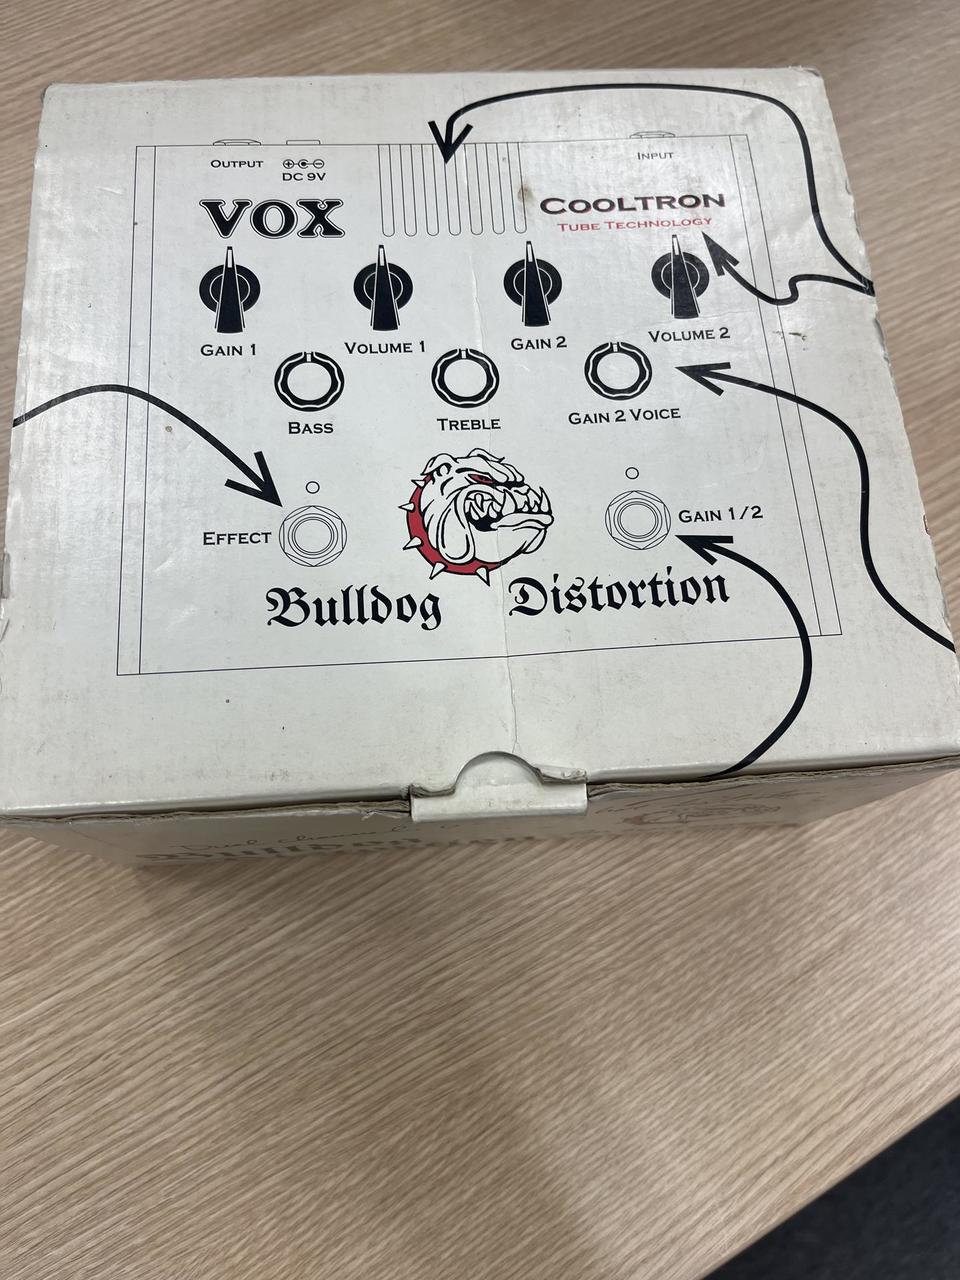 OUTPUT
DC 9V
INPUT
VOX
COOLTRON
TUBE TECHNOLOGY
GAIN 1
VOLUME 1
GAIN 2
VOLUME 2
BASS
TREBLE
GAIN 2 VOICE
EFFECT
GAIN 1/2
Bulldog Distortion
Bulldog